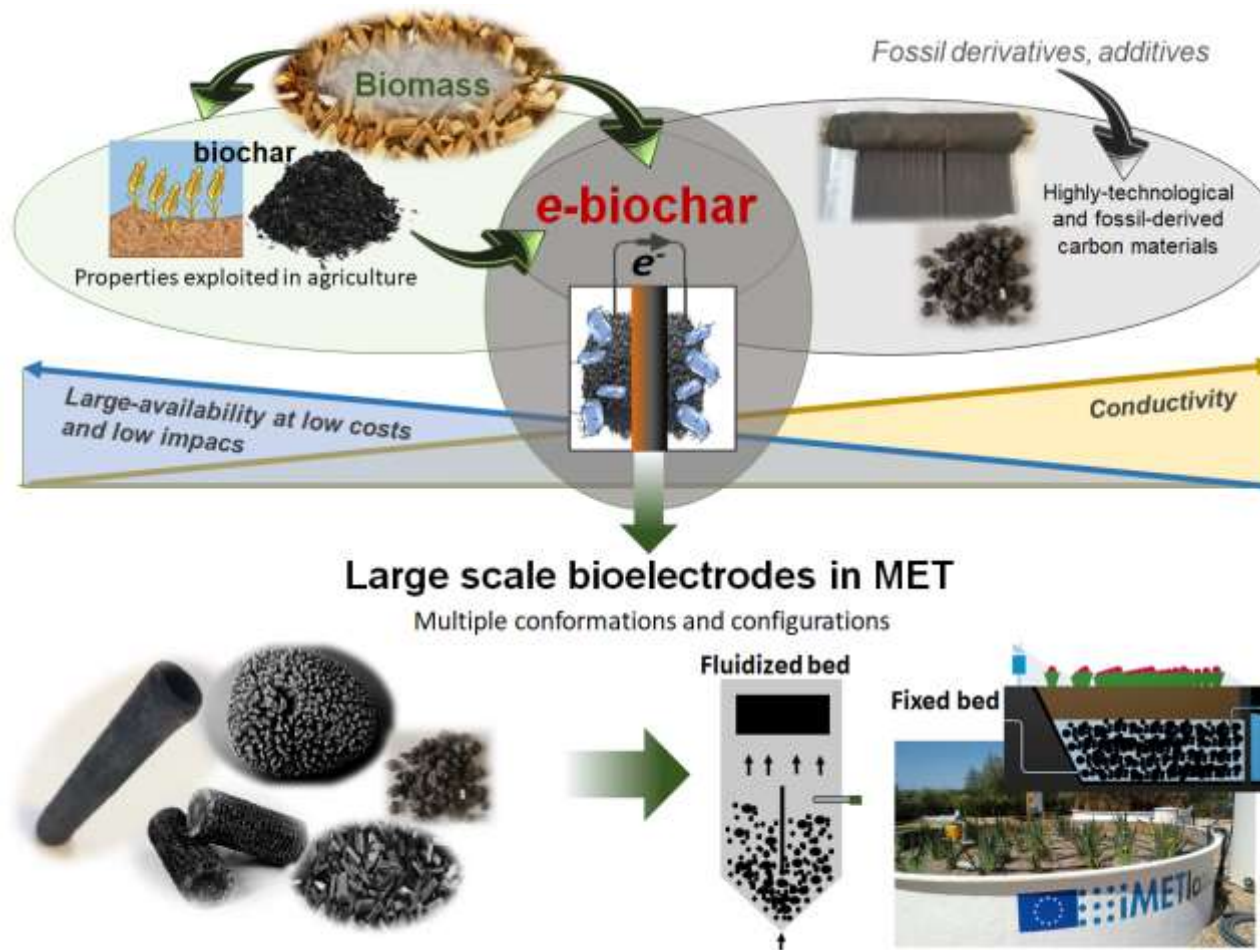 Biomass
Fossil derivatives, additives
biochar
Properties exploited in agriculture
e-biochar
e-
Highly-technological
and fossil-derived
carbon materials
Large-availability at low costs
and low impacs
Conductivity
Large scale bioelectrodes in MET
Multiple conformations and configurations
Fluidized bed
Fixed bed